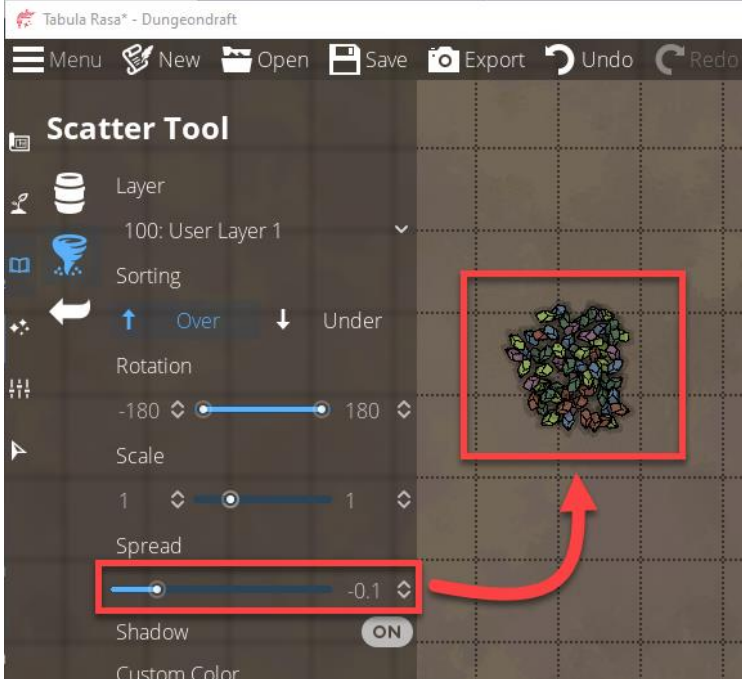 Tabula Rasa* - Dungeondraft
Menu New Open Save Export Undo Redo
Scatter Tool
Layer
100: User Layer 1
Sorting
Over Under
Rotation
-180 180
Scale
1 1
Spread
-0.1
Shadow ON
Custom Color